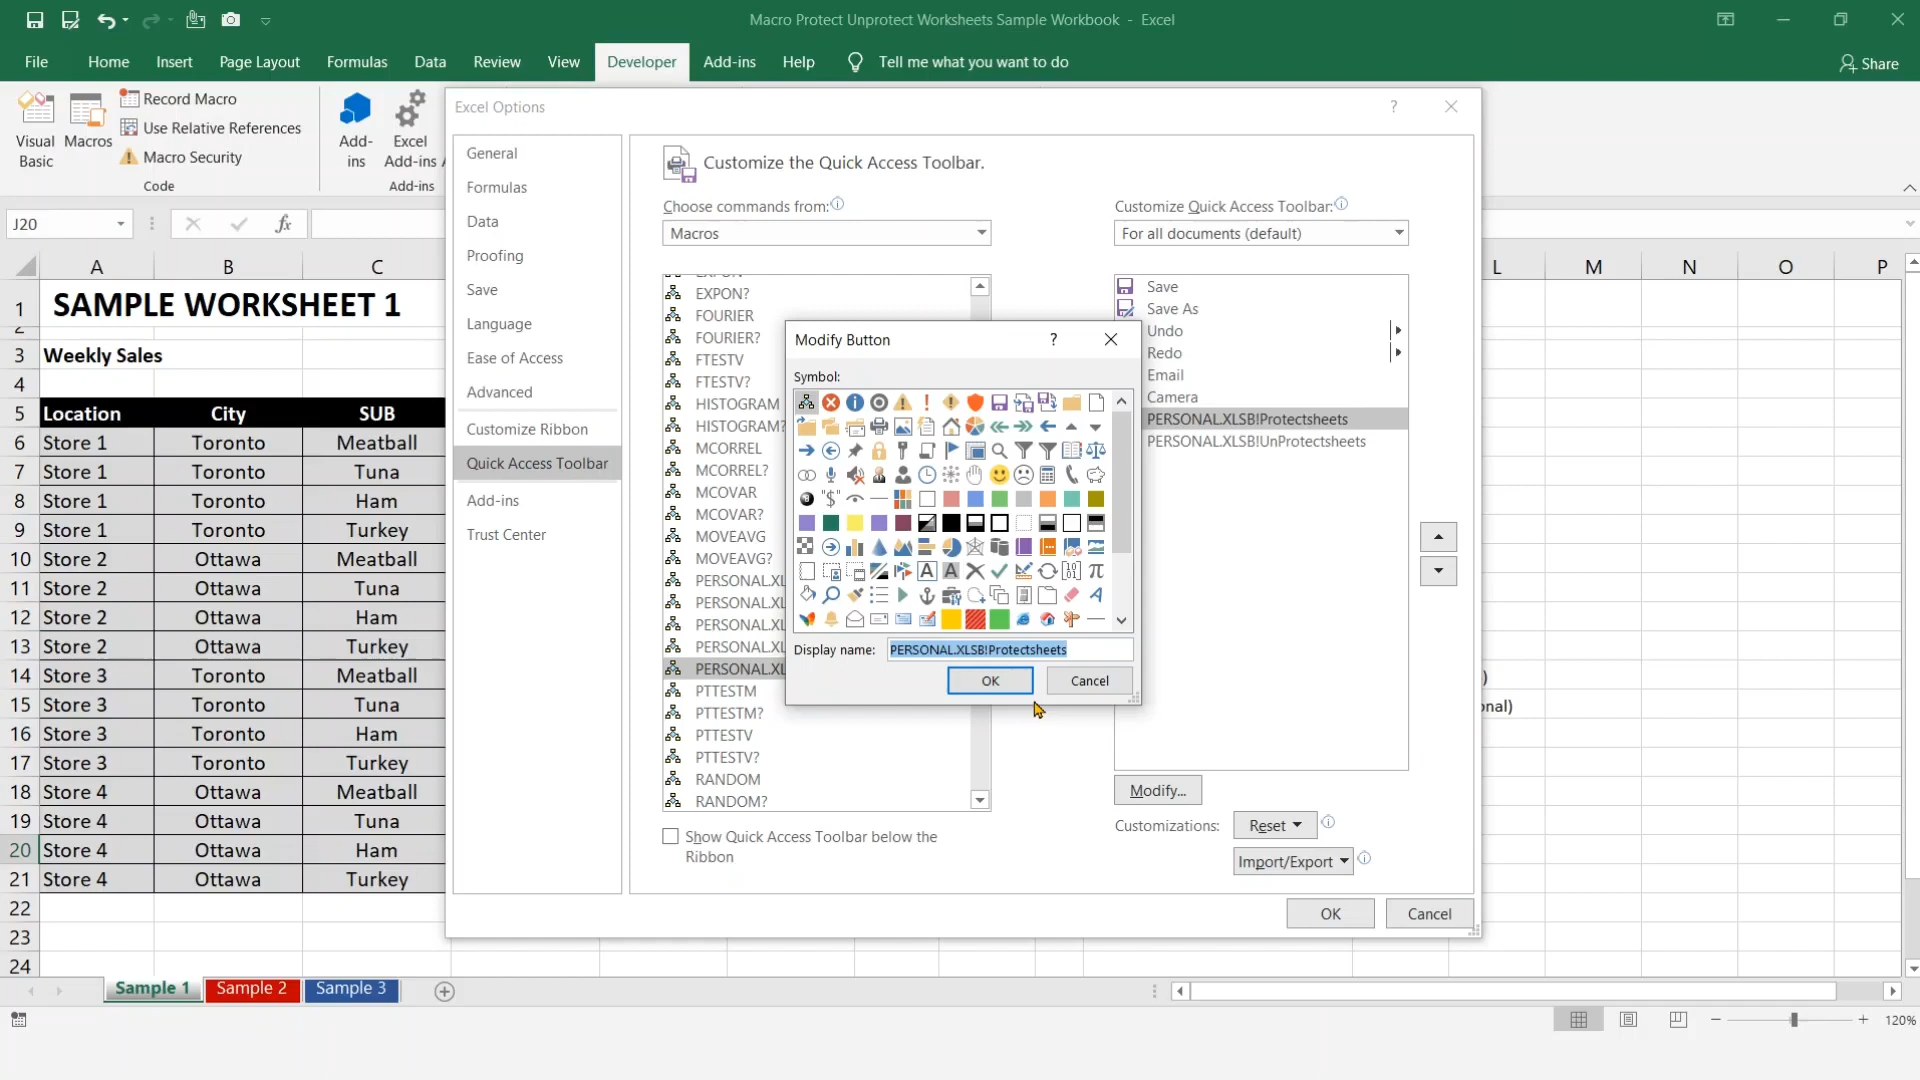 Macro Protect Unprotect Worksheets Sample Workbook - Excel
File Home Insert Page Layout Formulas Data Review View Developer Add-ins Help Tell me what you want to do Share
Visual Basic
Macros
Record Macro
Use Relative References
Macro Security
Code
Add-ins
Excel Add-ins
Add-ins
J20
fx
A B C L M N O P
1 SAMPLE WORKSHEET 1
2
3 Weekly Sales
4
5 Location City SUB
6 Store 1 Toronto Meatball
7 Store 1 Toronto Tuna
8 Store 1 Toronto Ham
9 Store 1 Toronto Turkey
10 Store 2 Ottawa Meatball
11 Store 2 Ottawa Tuna
12 Store 2 Ottawa Ham
13 Store 2 Ottawa Turkey
14 Store 3 Toronto Meatball
15 Store 3 Toronto Tuna
16 Store 3 Toronto Ham
17 Store 3 Toronto Turkey
18 Store 4 Ottawa Meatball
19 Store 4 Ottawa Tuna
20 Store 4 Ottawa Ham
21 Store 4 Ottawa Turkey
22
23
24
Excel Options
?
General
Formulas
Data
Proofing
Save
Language
Ease of Access
Advanced
Customize Ribbon
Quick Access Toolbar
Add-ins
Trust Center
Customize the Quick Access Toolbar.
Choose commands from:
Macros
EXPON?
FOURIER
FOURIER?
FTESTV
FTESTV?
HISTOGRAM
HISTOGRAM?
MCORREL
MCORREL?
MCOVAR
MCOVAR?
MOVEAVG
MOVEAVG?
PERSONAL.XL
PERSONAL.XL
PERSONAL.XL
PERSONAL.XL
PERSONAL.XL
PTTESTM
PTTESTM?
PTTESTV
PTTESTV?
RANDOM
RANDOM?
Show Quick Access Toolbar below the
Ribbon
Customize Quick Access Toolbar:
For all documents (default)
Save
Save As
Undo
Redo
Email
Camera
PERSONAL.XLSB!Protectsheets
PERSONAL.XLSB!UnProtectsheets
Modify...
Customizations: Reset
Import/Export
OK Cancel
Modify Button
?
Symbol:
Display name: PERSONAL.XLSB!Protectsheets
OK Cancel
Sample 1 Sample 2 Sample 3
120%